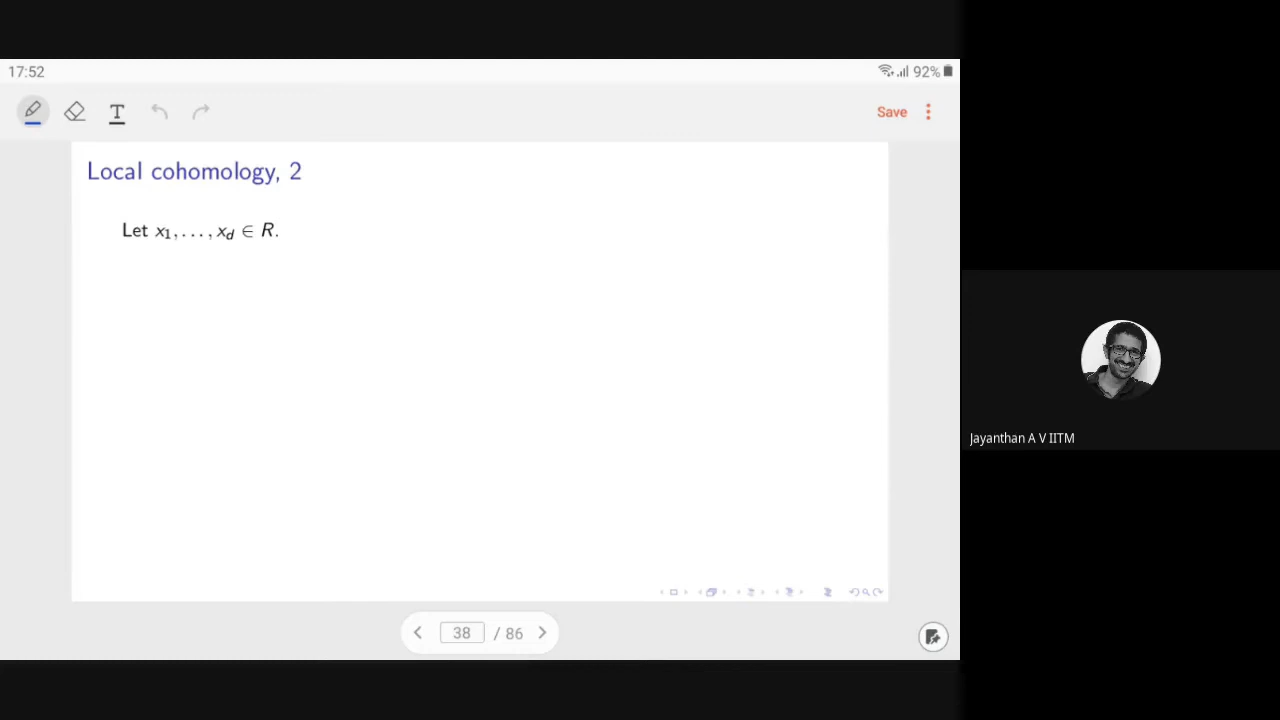 17:52
92%
T
Save
Local cohomology, 2
Let x₁, . . . , x_d ∈ R.
38 / 86
Jayanthan A V IITM